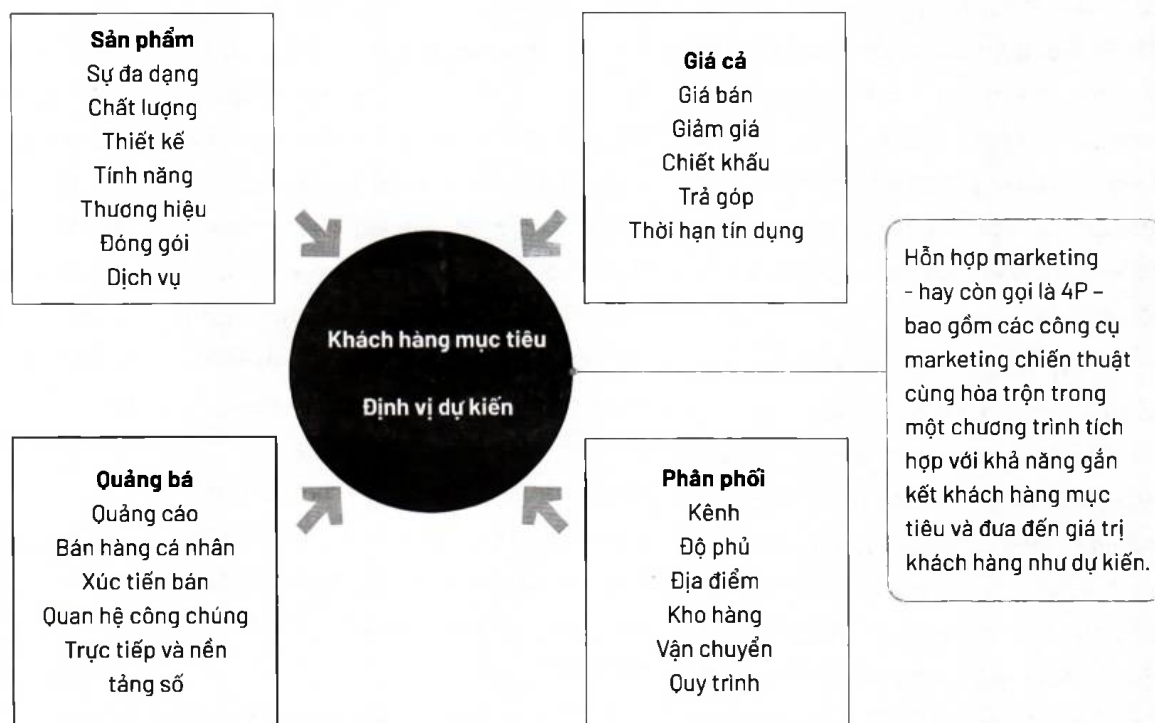 Sản phẩm
Sự đa dạng
Chất lượng
Thiết kế
Tính năng
Thương hiệu
Đóng gói
Dịch vụ
Giá cả
Giá bán
Giảm giá
Chiết khấu
Trả góp
Thời hạn tín dụng
Khách hàng mục tiêu
Định vị dự kiến
Hỗn hợp marketing
- hay còn gọi là 4P –
bao gồm các công cụ
marketing chiến thuật
cùng hòa trộn trong
một chương trình tích
hợp với khả năng gắn
kết khách hàng mục
tiêu và đưa đến giá trị
khách hàng như dự kiến.
Quảng bá
Quảng cáo
Bán hàng cá nhân
Xúc tiến bán
Quan hệ công chúng
Trực tiếp và nền
tảng số
Phân phối
Kênh
Độ phủ
Địa điểm
Kho hàng
Vận chuyển
Quy trình